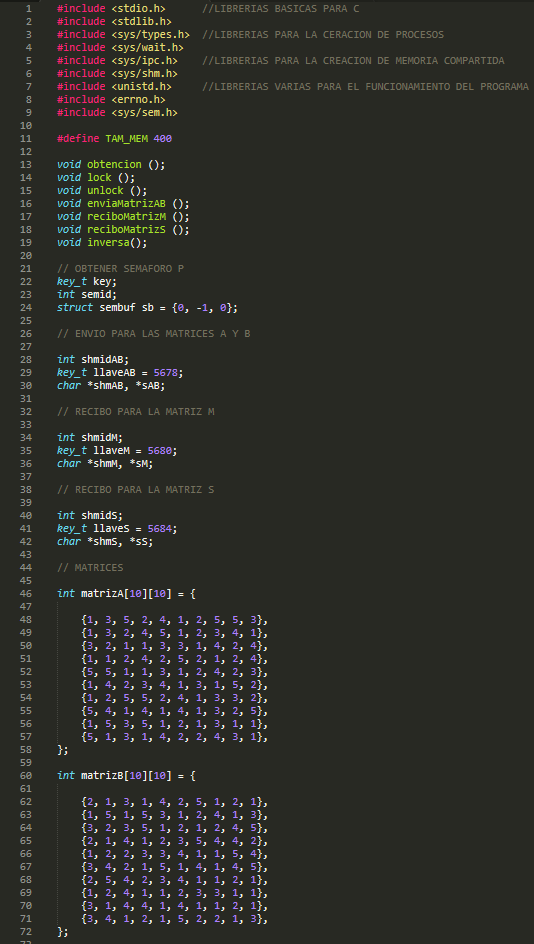 1 #include <stdio.h> //LIBRERIAS BASICAS PARA C
2 #include <stdlib.h>
3 #include <sys/types.h> //LIBRERIAS PARA LA CERACION DE PROCESOS
4 #include <sys/wait.h>
5 #include <sys/ipc.h> //LIBRERIAS PARA LA CREACION DE MEMORIA COMPARTIDA
6 #include <sys/shm.h>
7 #include <unistd.h> //LIBRERIAS VARIAS PARA EL FUNCIONAMIENTO DEL PROGRAMA
8 #include <errno.h>
9 #include <sys/sem.h>
10
11 #define TAM_MEM 400
12
13 void obtencion ();
14 void lock ();
15 void unlock ();
16 void enviaMatrizAB ();
17 void reciboMatrizM ();
18 void reciboMatrizS ();
19 void inversa();
20
21 // OBTENER SEMAFORO P
22 key_t key;
23 int semid;
24 struct sembuf sb = {0, -1, 0};
25
26 // ENVIO PARA LAS MATRICES A Y B
27
28 int shmidAB;
29 key_t llaveAB = 5678;
30 char *shmAB, *sAB;
31
32 // RECIBO PARA LA MATRIZ M
33
34 int shmidM;
35 key_t llaveM = 5680;
36 char *shmM, *sM;
37
38 // RECIBO PARA LA MATRIZ S
39
40 int shmidS;
41 key_t llaveS = 5684;
42 char *shmS, *sS;
43
44 // MATRICES
45
46 int matrizA[10][10] = {
47
48 {1, 3, 5, 2, 4, 1, 2, 5, 5, 3},
49 {1, 3, 2, 4, 5, 1, 2, 3, 4, 1},
50 {3, 2, 1, 1, 3, 3, 1, 4, 2, 4},
51 {1, 1, 2, 4, 2, 5, 2, 1, 2, 4},
52 {5, 5, 1, 1, 3, 1, 2, 4, 2, 3},
53 {1, 4, 2, 3, 4, 1, 3, 1, 5, 2},
54 {1, 2, 5, 5, 2, 4, 1, 3, 3, 2},
55 {5, 4, 1, 4, 1, 4, 1, 3, 2, 5},
56 {1, 5, 3, 5, 1, 2, 1, 3, 1, 1},
57 {5, 1, 3, 1, 4, 2, 2, 4, 3, 1},
58 };
59
60 int matrizB[10][10] = {
61
62 {2, 1, 3, 1, 4, 2, 5, 1, 2, 1},
63 {1, 5, 1, 5, 3, 1, 2, 4, 1, 3},
64 {3, 2, 3, 5, 1, 2, 1, 2, 4, 5},
65 {2, 1, 4, 1, 2, 3, 5, 4, 4, 2},
66 {1, 2, 2, 3, 3, 4, 1, 1, 5, 4},
67 {3, 4, 2, 1, 5, 1, 4, 1, 4, 5},
68 {2, 5, 4, 2, 3, 4, 1, 1, 2, 1},
69 {1, 2, 4, 1, 1, 2, 3, 3, 1, 1},
70 {3, 1, 4, 4, 1, 4, 1, 1, 2, 1},
71 {3, 4, 1, 2, 1, 5, 2, 2, 1, 3},
72 };